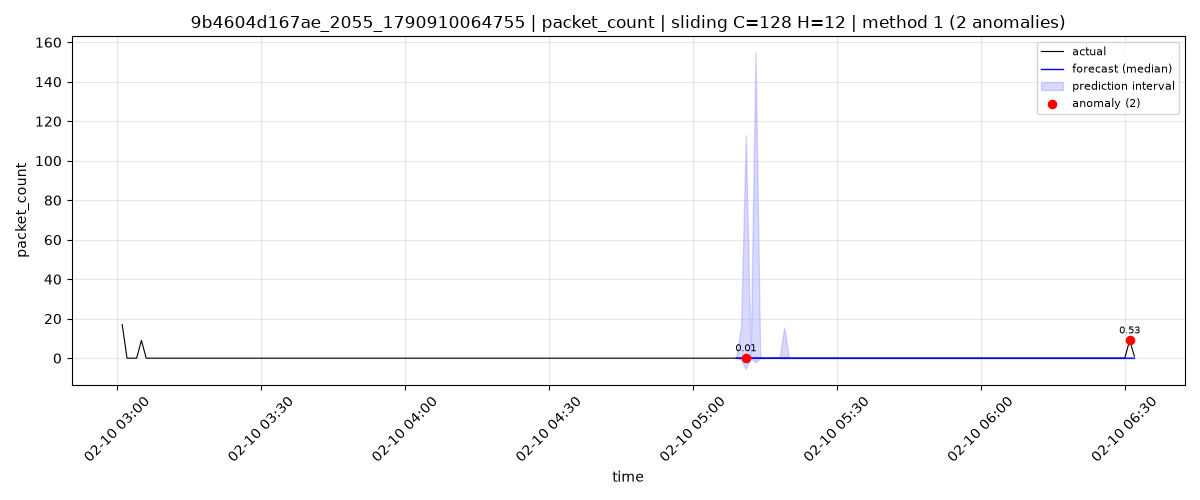 9b4604d167ae_2055_1790910064755 | packet_count | sliding C=128 H=12 | method 1 (2 anomalies)
160
140
120
100
80
60
40
20
0
packet_count
actual
forecast (median)
prediction interval
anomaly (2)
0.01
0.53
02-10 03:00
02-10 03:30
02-10 04:00
02-10 04:30
02-10 05:00
02-10 05:30
02-10 06:00
02-10 06:30
time